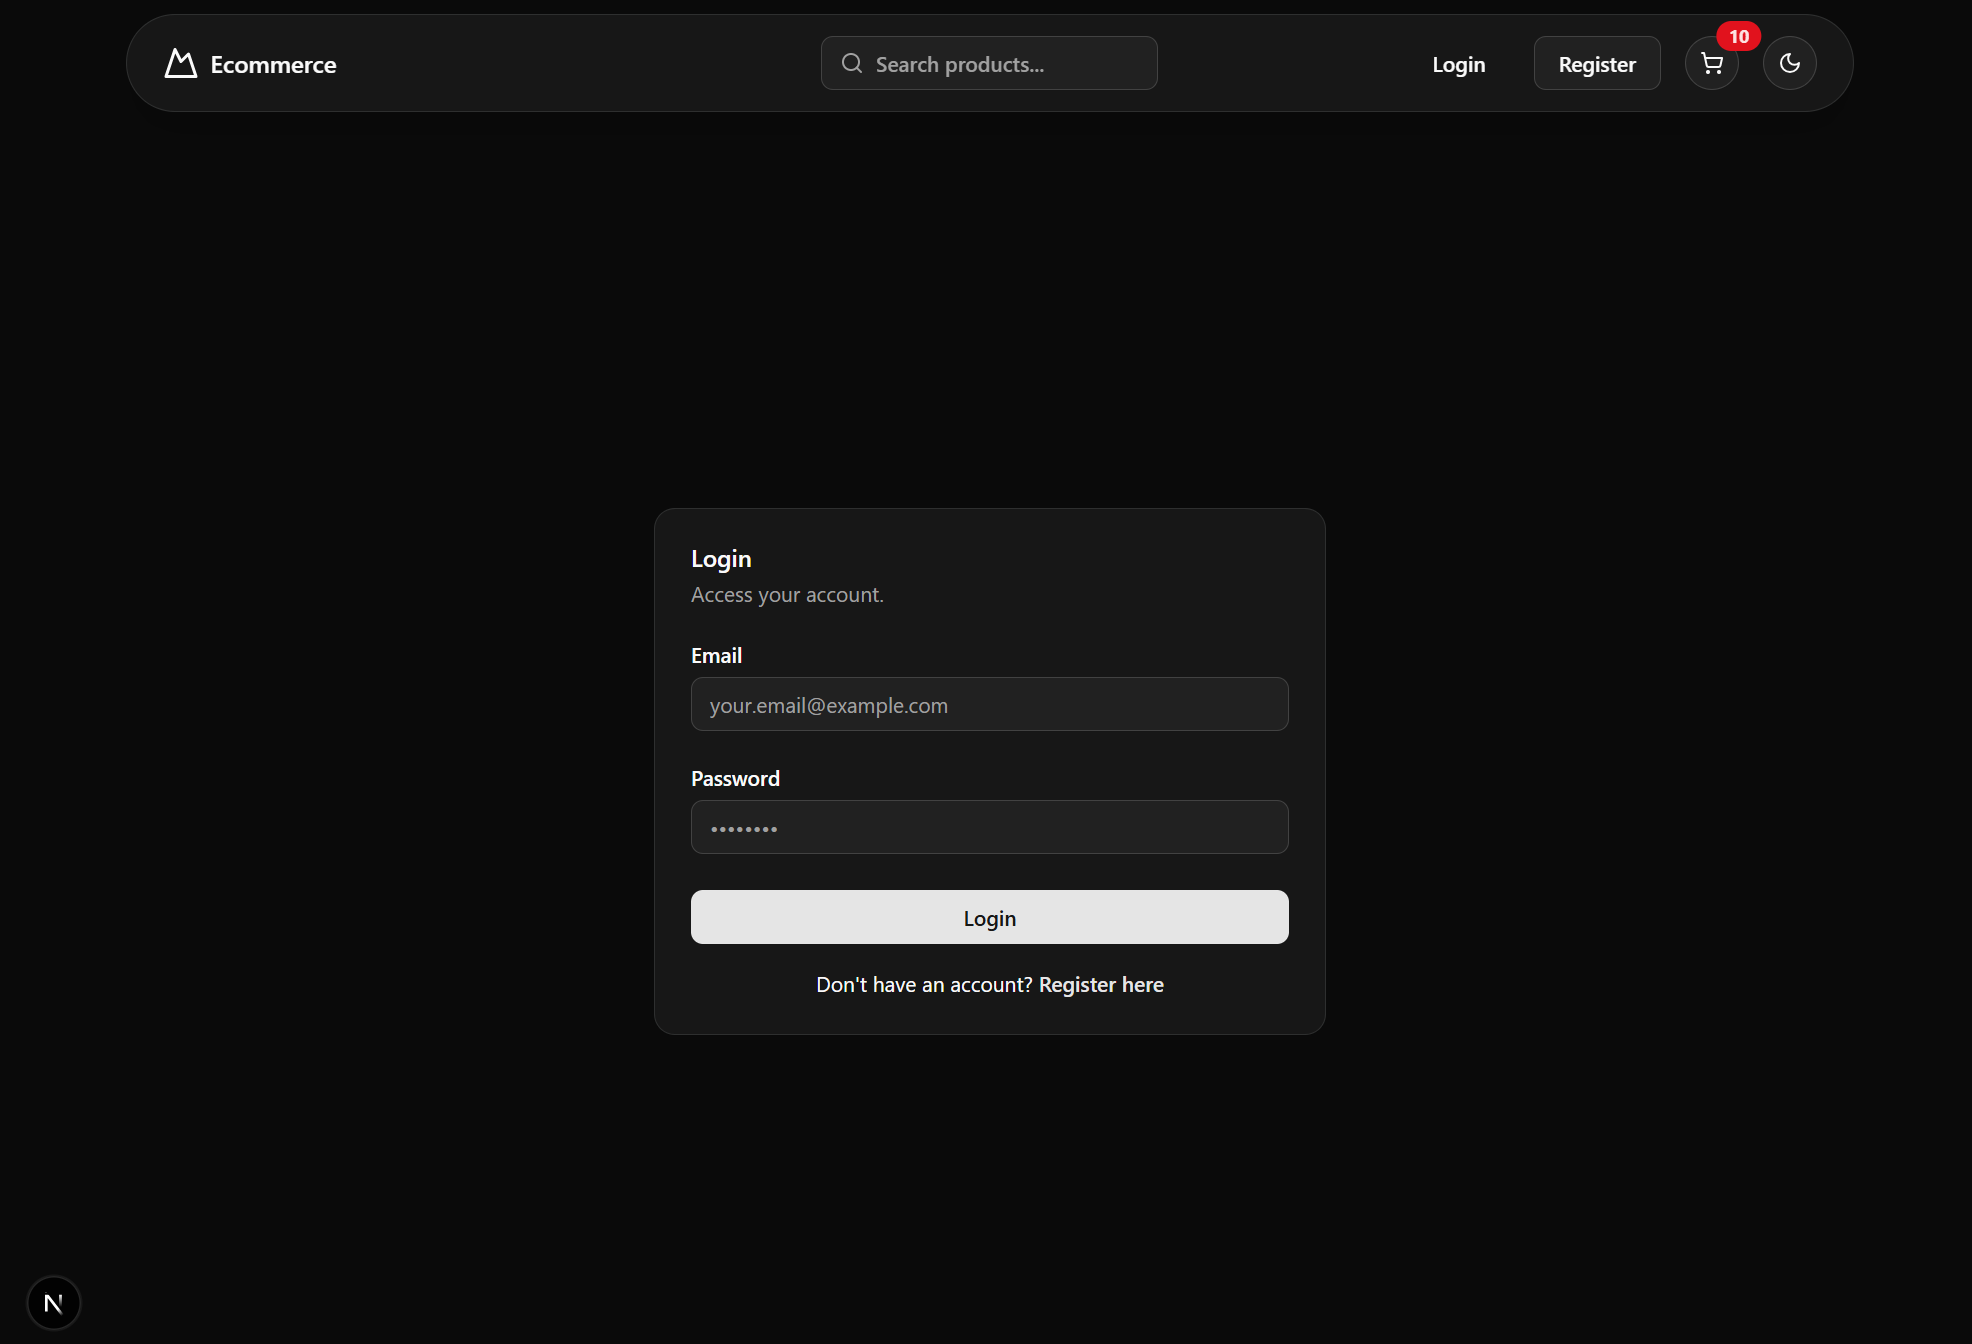 Ecommerce
Search products...
Login
Register
10
Login
Access your account.
Email
your.email@example.com
Password
••••••••
Login
Don't have an account? Register here
N